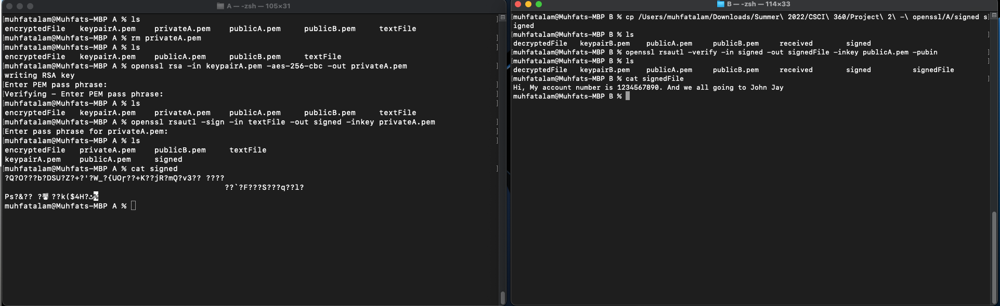 A — -zsh — 105×31
muhfatalam@Muhfats-MBP A % ls
encryptedFile keypairA.pem privateA.pem publicA.pem publicB.pem textFile
muhfatalam@Muhfats-MBP A % rm privateA.pem
muhfatalam@Muhfats-MBP A % ls
encryptedFile keypairA.pem publicA.pem publicB.pem textFile
muhfatalam@Muhfats-MBP A % openssl rsa -in keypairA.pem -aes-256-cbc -out privateA.pem
writing RSA key
Enter PEM pass phrase:
Verifying - Enter PEM pass phrase:
muhfatalam@Muhfats-MBP A % ls
encryptedFile keypairA.pem privateA.pem publicA.pem publicB.pem textFile
muhfatalam@Muhfats-MBP A % openssl rsautl -sign -in textFile -out signed -inkey privateA.pem
Enter pass phrase for privateA.pem:
muhfatalam@Muhfats-MBP A % ls
encryptedFile privateA.pem publicB.pem textFile
keypairA.pem publicA.pem signed
muhfatalam@Muhfats-MBP A % cat signed
?Q?O???b?DSU?Z?+?'?W_?{UOɼ??+K??jR?mQ?v3?? ????
??`?F???S???q??l?
Ps?&?? ??k($4H?
muhfatalam@Muhfats-MBP A %
B — -zsh — 114×33
muhfatalam@Muhfats-MBP B % cp /Users/muhfatalam/Downloads/Summer\ 2022/CSCI\ 360/Project\ 2\ -\ openssl/A/signed s
igned
muhfatalam@Muhfats-MBP B % ls
decryptedFile keypairB.pem publicA.pem publicB.pem received signed
muhfatalam@Muhfats-MBP B % openssl rsautl -verify -in signed -out signedFile -inkey publicA.pem -pubin
muhfatalam@Muhfats-MBP B % ls
decryptedFile keypairB.pem publicA.pem publicB.pem received signed signedFile
muhfatalam@Muhfats-MBP B % cat signedFile
Hi, My account number is 1234567890. And we all going to John Jay
muhfatalam@Muhfats-MBP B %